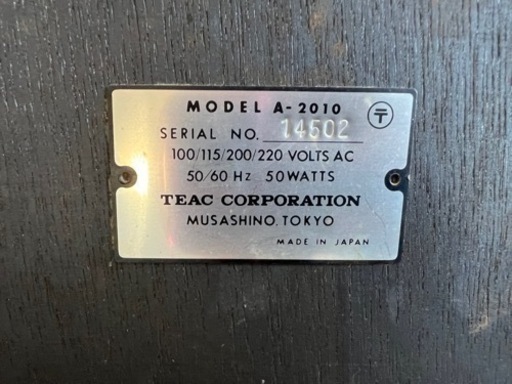 MODEL A-2010
SERIAL NO. 14502
100/115/200/220 VOLTS AC
50/60 Hz 50WATTS
TEAC CORPORATION
MUSASHINO, TOKYO
MADE IN JAPAN